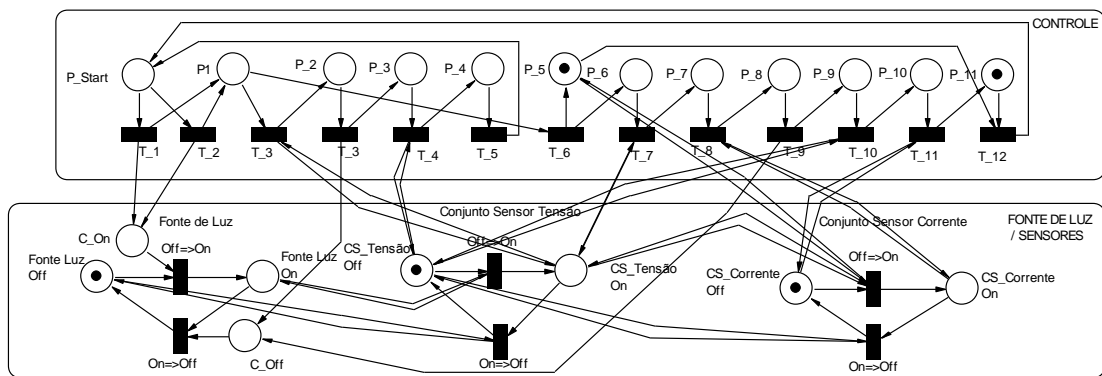 CONTROLE
P_Start
P1
P_2
P_3
P_4
P_5
P_6
P_7
P_8
P_9
P_10
P_11
T_1
T_2
T_3
T_3
T_4
T_5
T_6
T_7
T_8
T_9
T_10
T_11
T_12
FONTE DE LUZ
/ SENSORES
Fonte de Luz
Conjunto Sensor Tensão
Conjunto Sensor Corrente
C_On
Off=>On
Off=>On
Off=>On
Fonte Luz
Off
Fonte Luz
On
CS_Tensão
Off
CS_Tensão
On
CS_Corrente
Off
CS_Corrente
On
On=>Off
C_Off
On=>Off
On=>Off